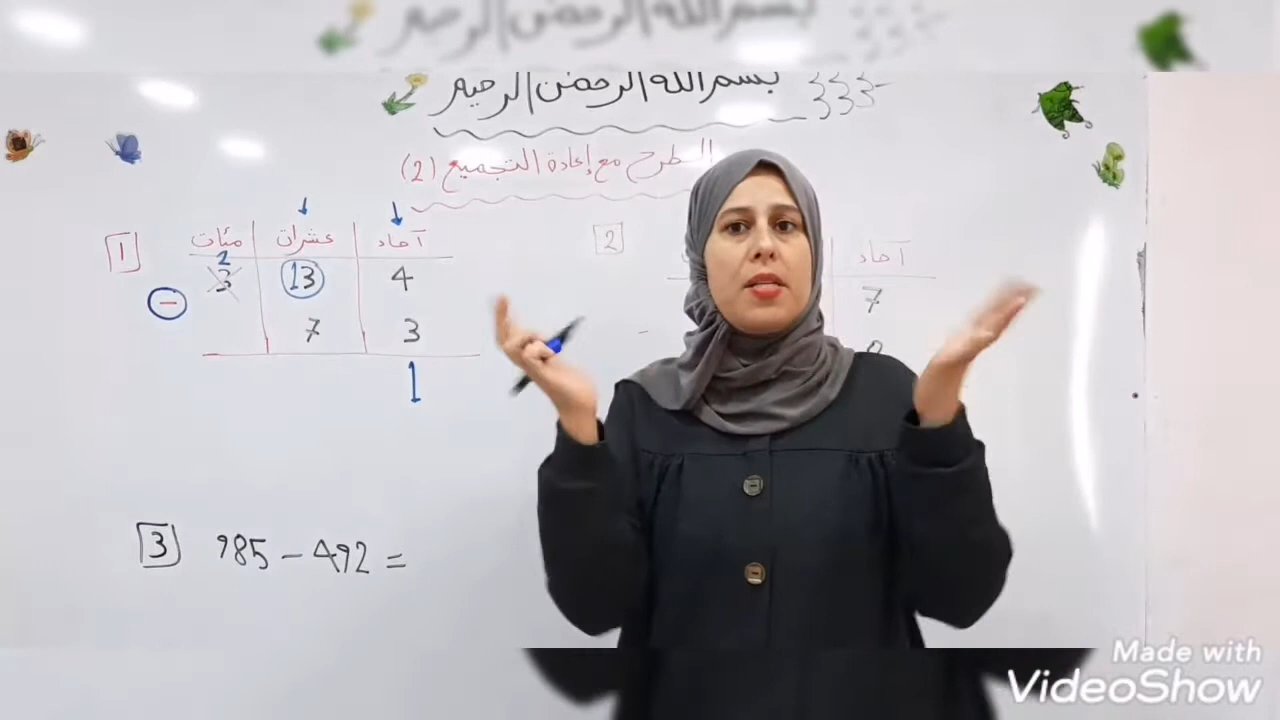 بسم الله الرحمن الرحيم
الطرح مع إعادة التجميع (2)
1
مئات عشرات آحاد
2
3 13 4
−
7 3
1
2
آحاد
7
-
3 985 – 492 =
Made with
VideoShow